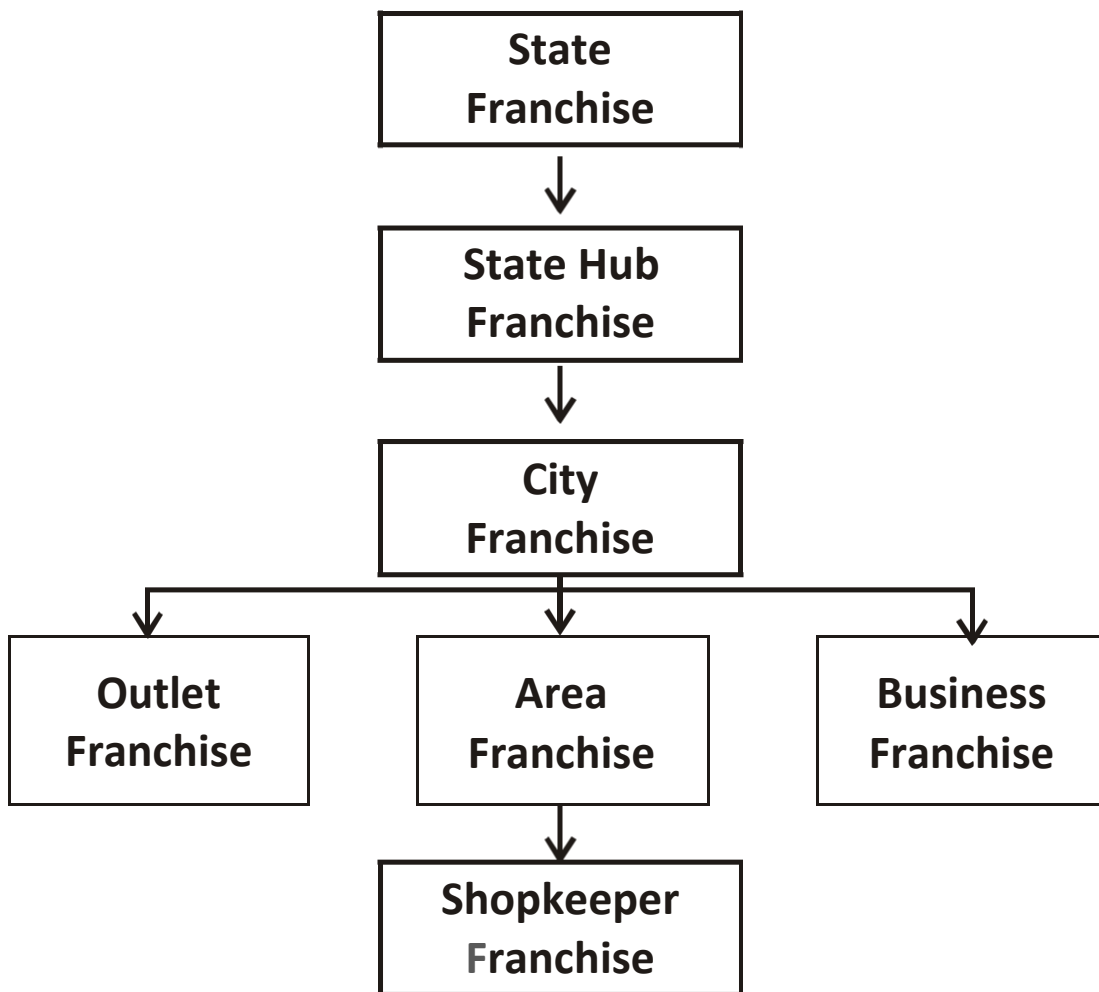 State
Franchise
State Hub
Franchise
City
Franchise
Outlet
Franchise
Area
Franchise
Business
Franchise
Shopkeeper
Franchise